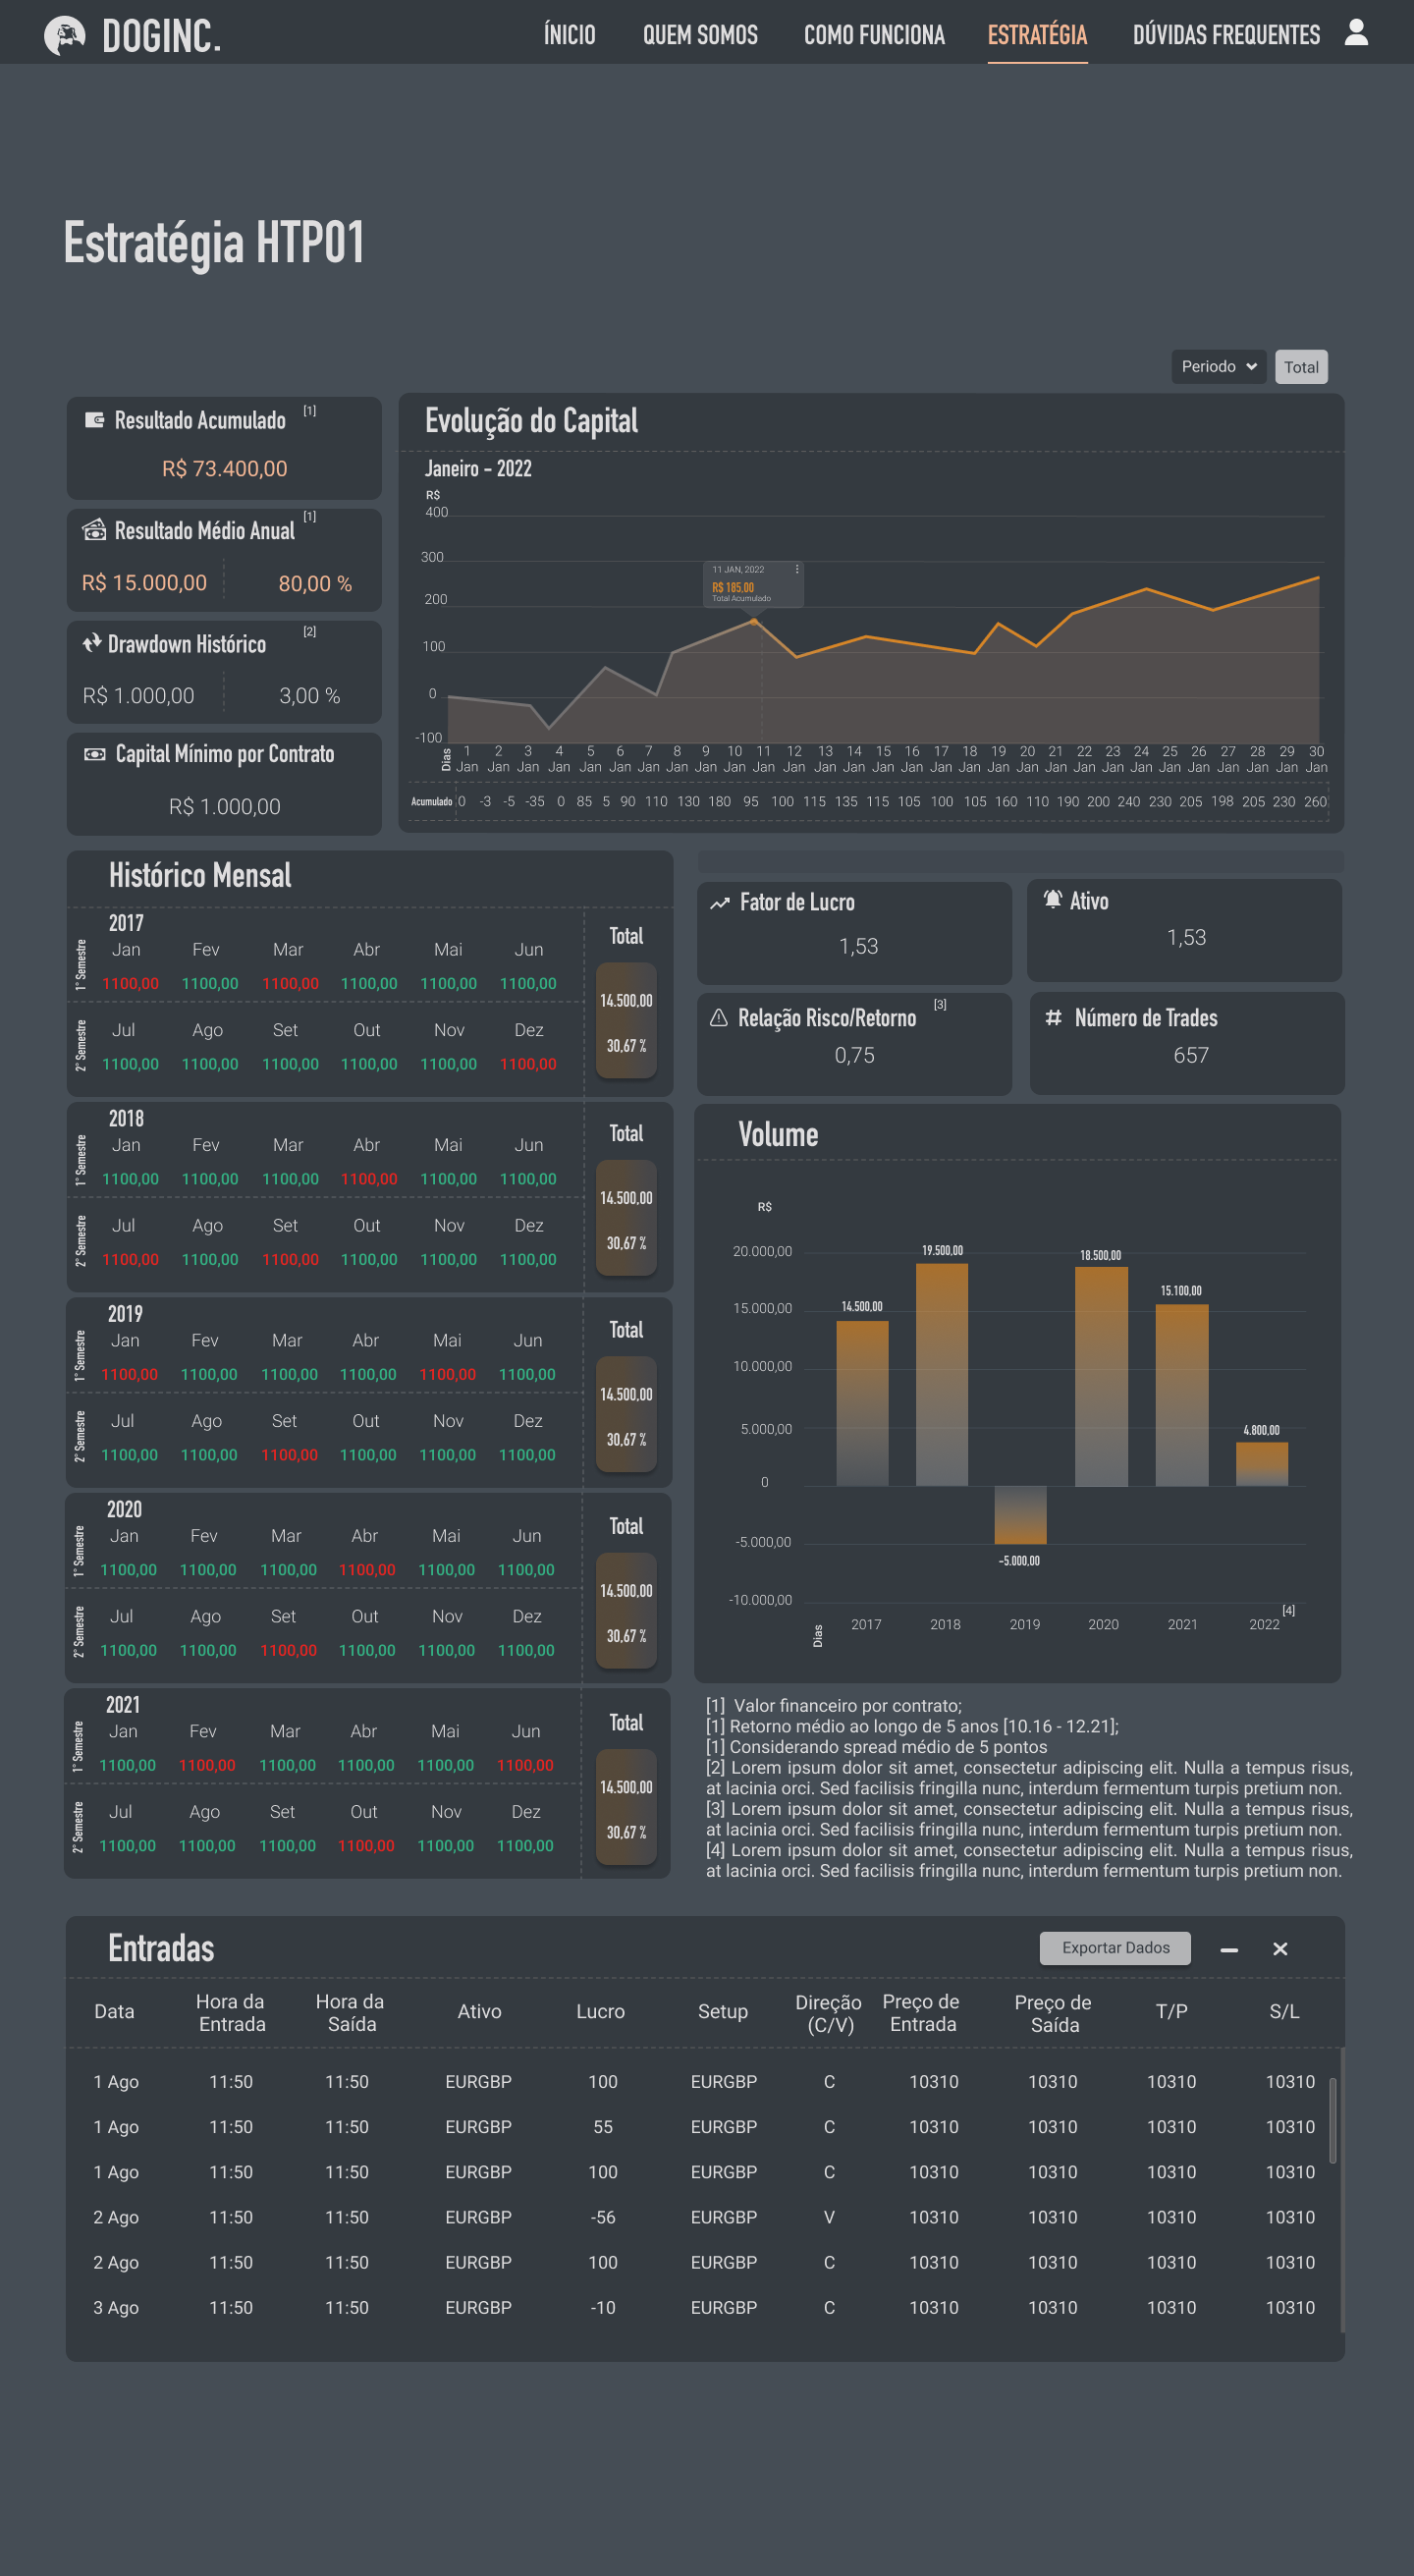 DOGINC.
ÍNICIO QUEM SOMOS COMO FUNCIONA ESTRATÉGIA DÚVIDAS FREQUENTES
Estratégia HTP01
Periodo Total
Resultado Acumulado [1]
R$ 73.400,00
Resultado Médio Anual [1]
R$ 15.000,00 80,00 %
Drawdown Histórico [2]
R$ 1.000,00 3,00 %
Capital Mínimo por Contrato
R$ 1.000,00
Evolução do Capital
Janeiro - 2022
R$
400
300
11 JAN, 2022
R$ 185,00
Total Acumulado
200
100
0
-100
Dias
1 2 3 4 5 6 7 8 9 10 11 12 13 14 15 16 17 18 19 20 21 22 23 24 25 26 27 28 29 30
Jan Jan Jan Jan Jan Jan Jan Jan Jan Jan Jan Jan Jan Jan Jan Jan Jan Jan Jan Jan Jan Jan Jan Jan Jan Jan Jan Jan Jan Jan
Acumulado 0 -3 -5 -35 0 85 5 90 110 130 180 95 100 115 135 115 105 100 105 160 110 190 200 240 230 205 198 205 230 260
Histórico Mensal
2017
1° Semestre
Jan Fev Mar Abr Mai Jun
1100,00 1100,00 1100,00 1100,00 1100,00 1100,00
2° Semestre
Jul Ago Set Out Nov Dez
1100,00 1100,00 1100,00 1100,00 1100,00 1100,00
Total
14.500,00
30,67 %
2018
1° Semestre
Jan Fev Mar Abr Mai Jun
1100,00 1100,00 1100,00 1100,00 1100,00 1100,00
2° Semestre
Jul Ago Set Out Nov Dez
1100,00 1100,00 1100,00 1100,00 1100,00 1100,00
Total
14.500,00
30,67 %
2019
1° Semestre
Jan Fev Mar Abr Mai Jun
1100,00 1100,00 1100,00 1100,00 1100,00 1100,00
2° Semestre
Jul Ago Set Out Nov Dez
1100,00 1100,00 1100,00 1100,00 1100,00 1100,00
Total
14.500,00
30,67 %
2020
1° Semestre
Jan Fev Mar Abr Mai Jun
1100,00 1100,00 1100,00 1100,00 1100,00 1100,00
2° Semestre
Jul Ago Set Out Nov Dez
1100,00 1100,00 1100,00 1100,00 1100,00 1100,00
Total
14.500,00
30,67 %
2021
1° Semestre
Jan Fev Mar Abr Mai Jun
1100,00 1100,00 1100,00 1100,00 1100,00 1100,00
2° Semestre
Jul Ago Set Out Nov Dez
1100,00 1100,00 1100,00 1100,00 1100,00 1100,00
Total
14.500,00
30,67 %
Fator de Lucro
1,53
Ativo
1,53
Relação Risco/Retorno [3]
0,75
Número de Trades
657
Volume
R$
20.000,00
15.000,00
10.000,00
5.000,00
0
-5.000,00
-10.000,00
14.500,00
19.500,00
-5.000,00
18.500,00
15.100,00
4.800,00
Dias
2017 2018 2019 2020 2021 2022 [4]
[1] Valor financeiro por contrato;
[1] Retorno médio ao longo de 5 anos [10.16 - 12.21];
[1] Considerando spread médio de 5 pontos
[2] Lorem ipsum dolor sit amet, consectetur adipiscing elit. Nulla a tempus risus,
at lacinia orci. Sed facilisis fringilla nunc, interdum fermentum turpis pretium non.
[3] Lorem ipsum dolor sit amet, consectetur adipiscing elit. Nulla a tempus risus,
at lacinia orci. Sed facilisis fringilla nunc, interdum fermentum turpis pretium non.
[4] Lorem ipsum dolor sit amet, consectetur adipiscing elit. Nulla a tempus risus,
at lacinia orci. Sed facilisis fringilla nunc, interdum fermentum turpis pretium non.
Entradas
Exportar Dados
Data Hora da Entrada Hora da Saída Ativo Lucro Setup Direção (C/V) Preço de Entrada Preço de Saída T/P S/L
1 Ago 11:50 11:50 EURGBP 100 EURGBP C 10310 10310 10310 10310
1 Ago 11:50 11:50 EURGBP 55 EURGBP C 10310 10310 10310 10310
1 Ago 11:50 11:50 EURGBP 100 EURGBP C 10310 10310 10310 10310
2 Ago 11:50 11:50 EURGBP -56 EURGBP V 10310 10310 10310 10310
2 Ago 11:50 11:50 EURGBP 100 EURGBP C 10310 10310 10310 10310
3 Ago 11:50 11:50 EURGBP -10 EURGBP C 10310 10310 10310 10310